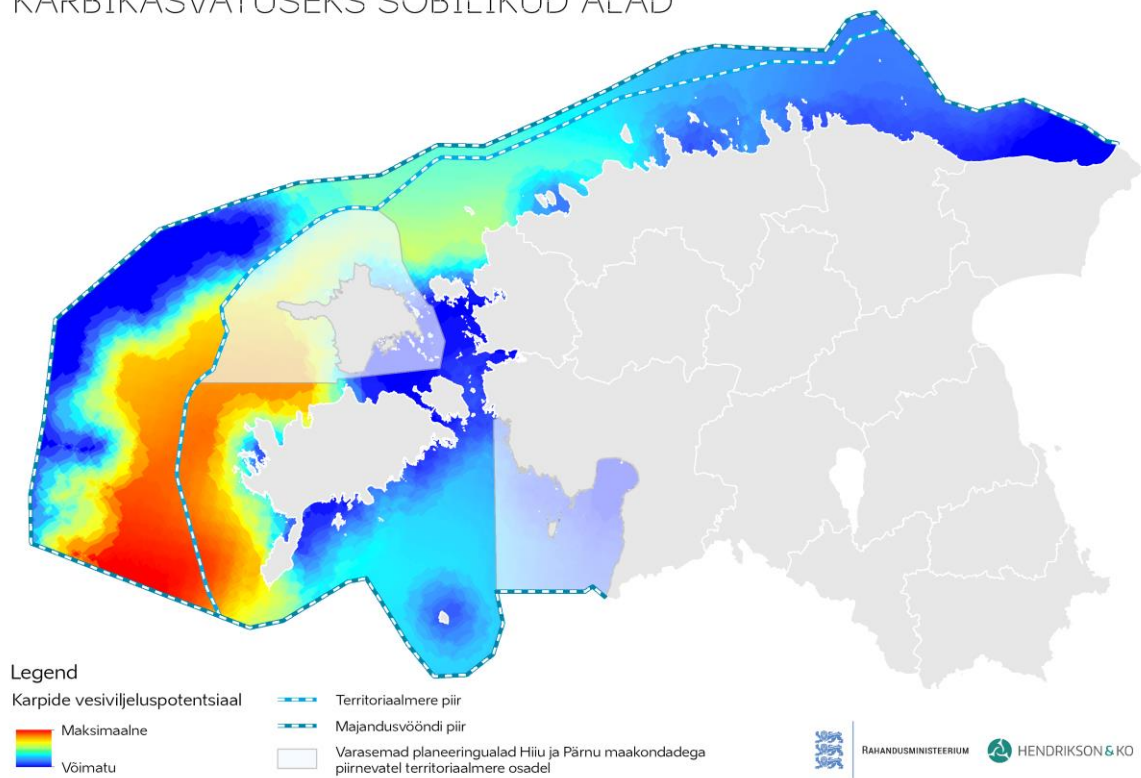 KARBIKASVATUSEKS SOBILIKUD ALAD
Legend
Karpide vesiviljeluspotentsiaal
Maksimaalne
Võimatu
Territoriaalmere piir
Majandusvööndi piir
Varasemad planeeringualad Hiiu ja Pärnu maakondadega
piirnevatel territoriaalmere osadel
RAHANDUSMINISTEERIUM
HENDRIKSON & KO